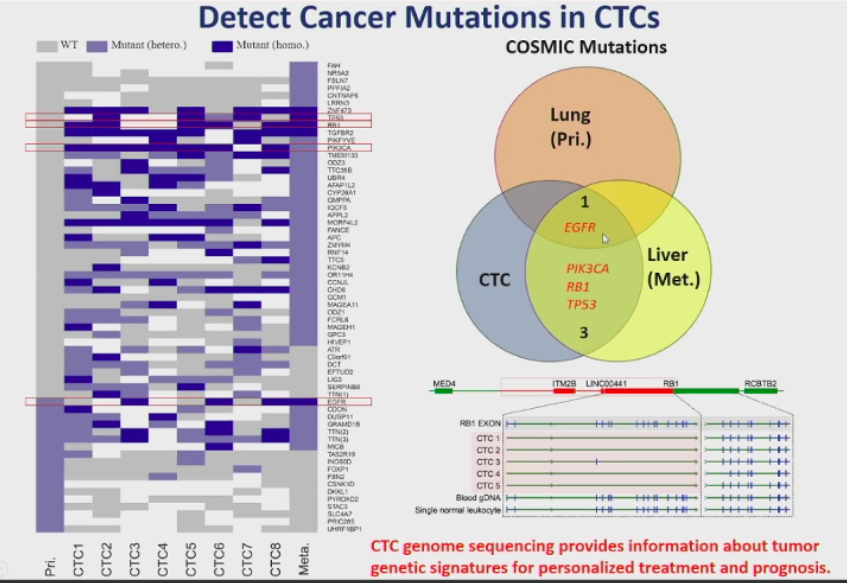 Detect Cancer Mutations in CTCs
WT Mutant (hetero.) Mutant (homo.)
FAH
NR5A2
FBLN7
PPFIA2
CNTNAP5
LRRN3
ZNF473
TP53
RB1
TGFBR2
PIKFYVE
PIK3CA
TMEM133
ODZ3
TTC39B
UBR4
AFAP1L2
CYP26A1
GMPPA
IQCF5
APPL2
MORF4L2
FANCE
APC
ZMYM4
RNF14
TTC5
KCNB2
OR11H4
CCNJL
CHD8
GCM1
MAGEA11
ODZ1
FCRL6
MAGEH1
GPC3
HIVEP1
ATR
C9orf91
DCT
EFTUD2
LIG3
SERPINB8
TTN(1)
EGFR
CDON
DUSP11
GRAMD1B
TTN(2)
TTN(3)
MICB
TAS2R19
INO80D
FOXP1
FBN2
CSNK1D
DKKL1
PYROXD2
STAC3
SLC4A7
UHRF1BP1
Pri. CTC1 CTC2 CTC3 CTC4 CTC5 CTC6 CTC7 CTC8 Meta.
COSMIC Mutations
Lung
(Pri.)
1
EGFR
CTC
Liver
(Met.)
PIK3CA
RB1
TP53
3
MED4 ITM2B LINC00441 RB1 RCBTB2
RB1 EXON
CTC 1
CTC 2
CTC 3
CTC 4
CTC 5
Blood gDNA
Single normal leukocyte
CTC genome sequencing provides information about tumor
genetic signatures for personalized treatment and prognosis.